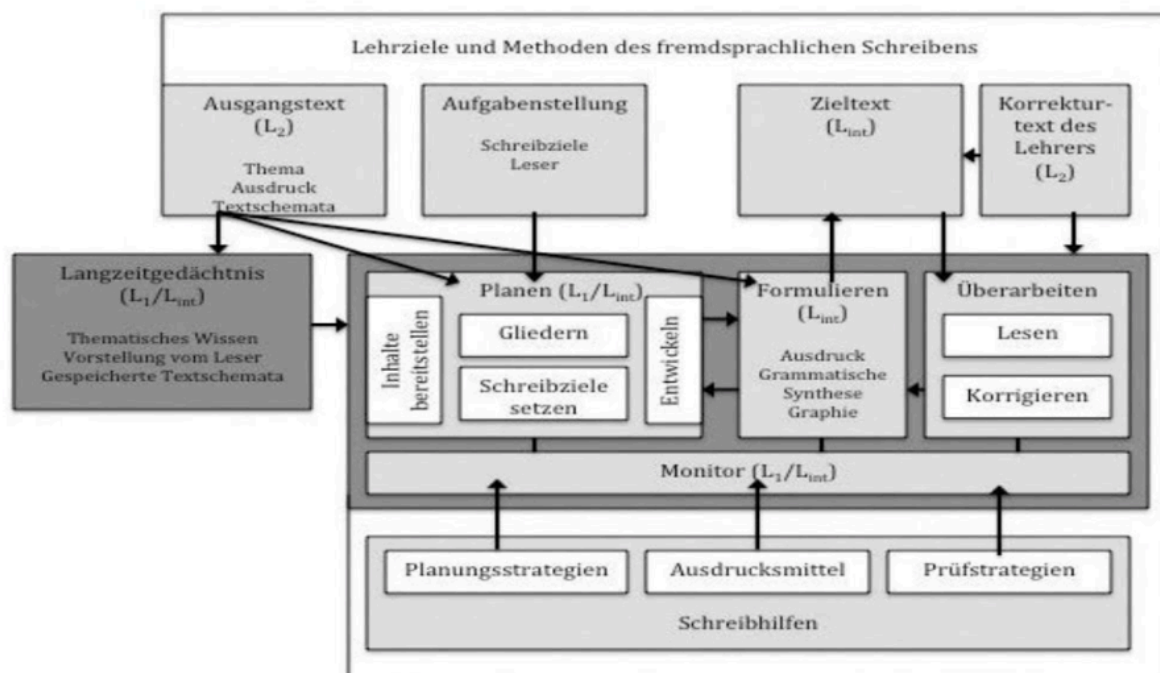 Lehrziele und Methoden des fremdsprachlichen Schreibens
Ausgangstext
(L₂)
Thema
Ausdruck
Textschemata
Aufgabenstellung
Schreibziele
Leser
Zieltext
(Lint)
Korrektur-
text des
Lehrers
(L₂)
Langzeitgedächtnis
(L₁/Lint)
Thematisches Wissen
Vorstellung vom Leser
Gespeicherte Textschemata
Planen (L₁/Lint)
Inhalte
bereitstellen
Gliedern
Schreibziele
setzen
Entwickeln
Formulieren
(Lint)
Ausdruck
Grammatische
Synthese
Graphie
Überarbeiten
Lesen
Korrigieren
Monitor (L₁/Lint)
Planungsstrategien
Ausdrucksmittel
Prüfstrategien
Schreibhilfen